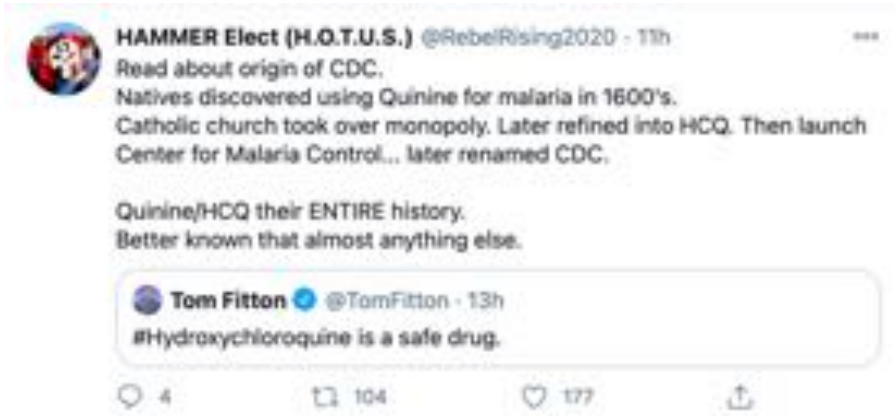 HAMMER Elect (H.O.T.U.S.) @RebelRising2020 · 11h
Read about origin of CDC.
Natives discovered using Quinine for malaria in 1600's.
Catholic church took over monopoly. Later refined into HCQ. Then launch
Center for Malaria Control... later renamed CDC.
Quinine/HCQ their ENTIRE history.
Better known that almost anything else.
Tom Fitton @TomFitton · 13h
#Hydroxychloroquine is a safe drug.
4 104 177